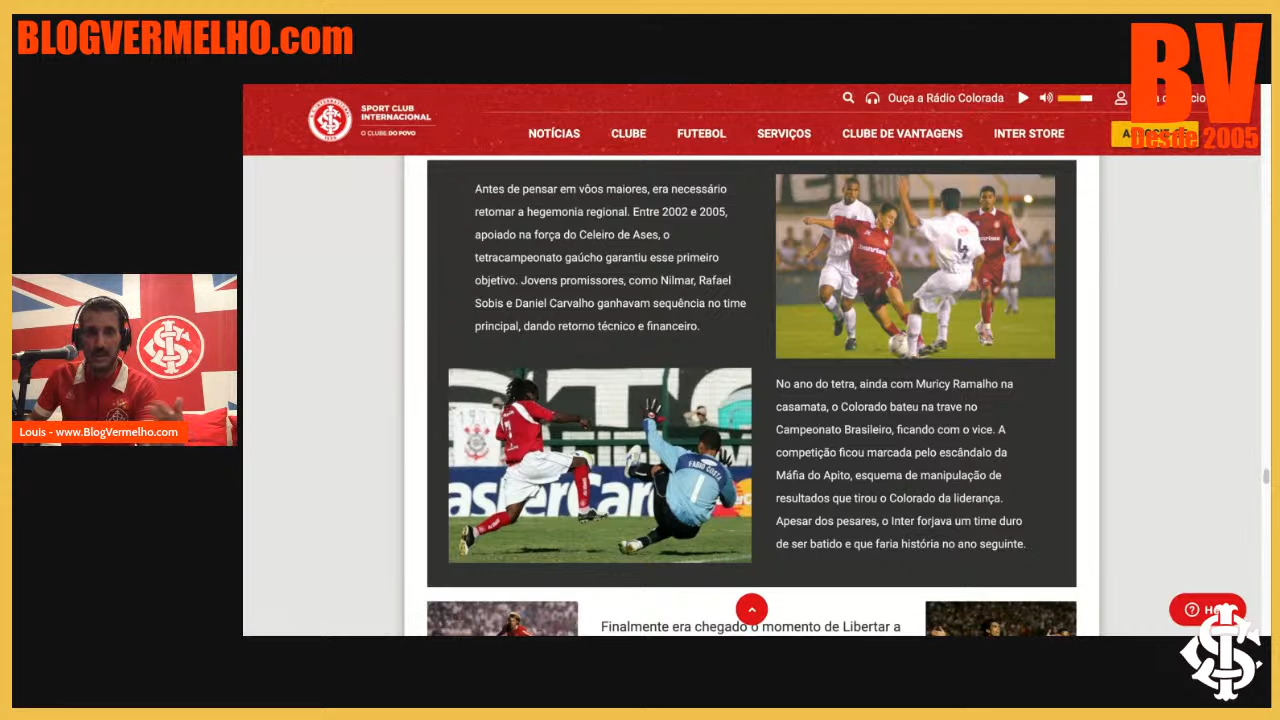 BLOGVERMELHO.com
BV
Desde 2005
SPORT CLUB
INTERNACIONAL
O CLUBE DO POVO
Ouça a Rádio Colorada
NOTÍCIAS
CLUBE
FUTEBOL
SERVIÇOS
CLUBE DE VANTAGENS
INTER STORE
Antes de pensar em vôos maiores, era necessário
retomar a hegemonia regional. Entre 2002 e 2005,
apoiado na força do Celeiro de Ases, o
tetracampeonato gaúcho garantiu esse primeiro
objetivo. Jovens promissores, como Nilmar, Rafael
Sobis e Daniel Carvalho ganhavam sequência no time
principal, dando retorno técnico e financeiro.
4
No ano do tetra, ainda com Muricy Ramalho na
casamata, o Colorado bateu na trave no
Campeonato Brasileiro, ficando com o vice. A
competição ficou marcada pelo escândalo da
Máfia do Apito, esquema de manipulação de
resultados que tirou o Colorado da liderança.
Apesar dos pesares, o Inter forjava um time duro
de ser batido e que faria história no ano seguinte.
FABIO COSTA
1
Louis - www.BlogVermelho.com
Finalmente era chegado o momento de Libertar a